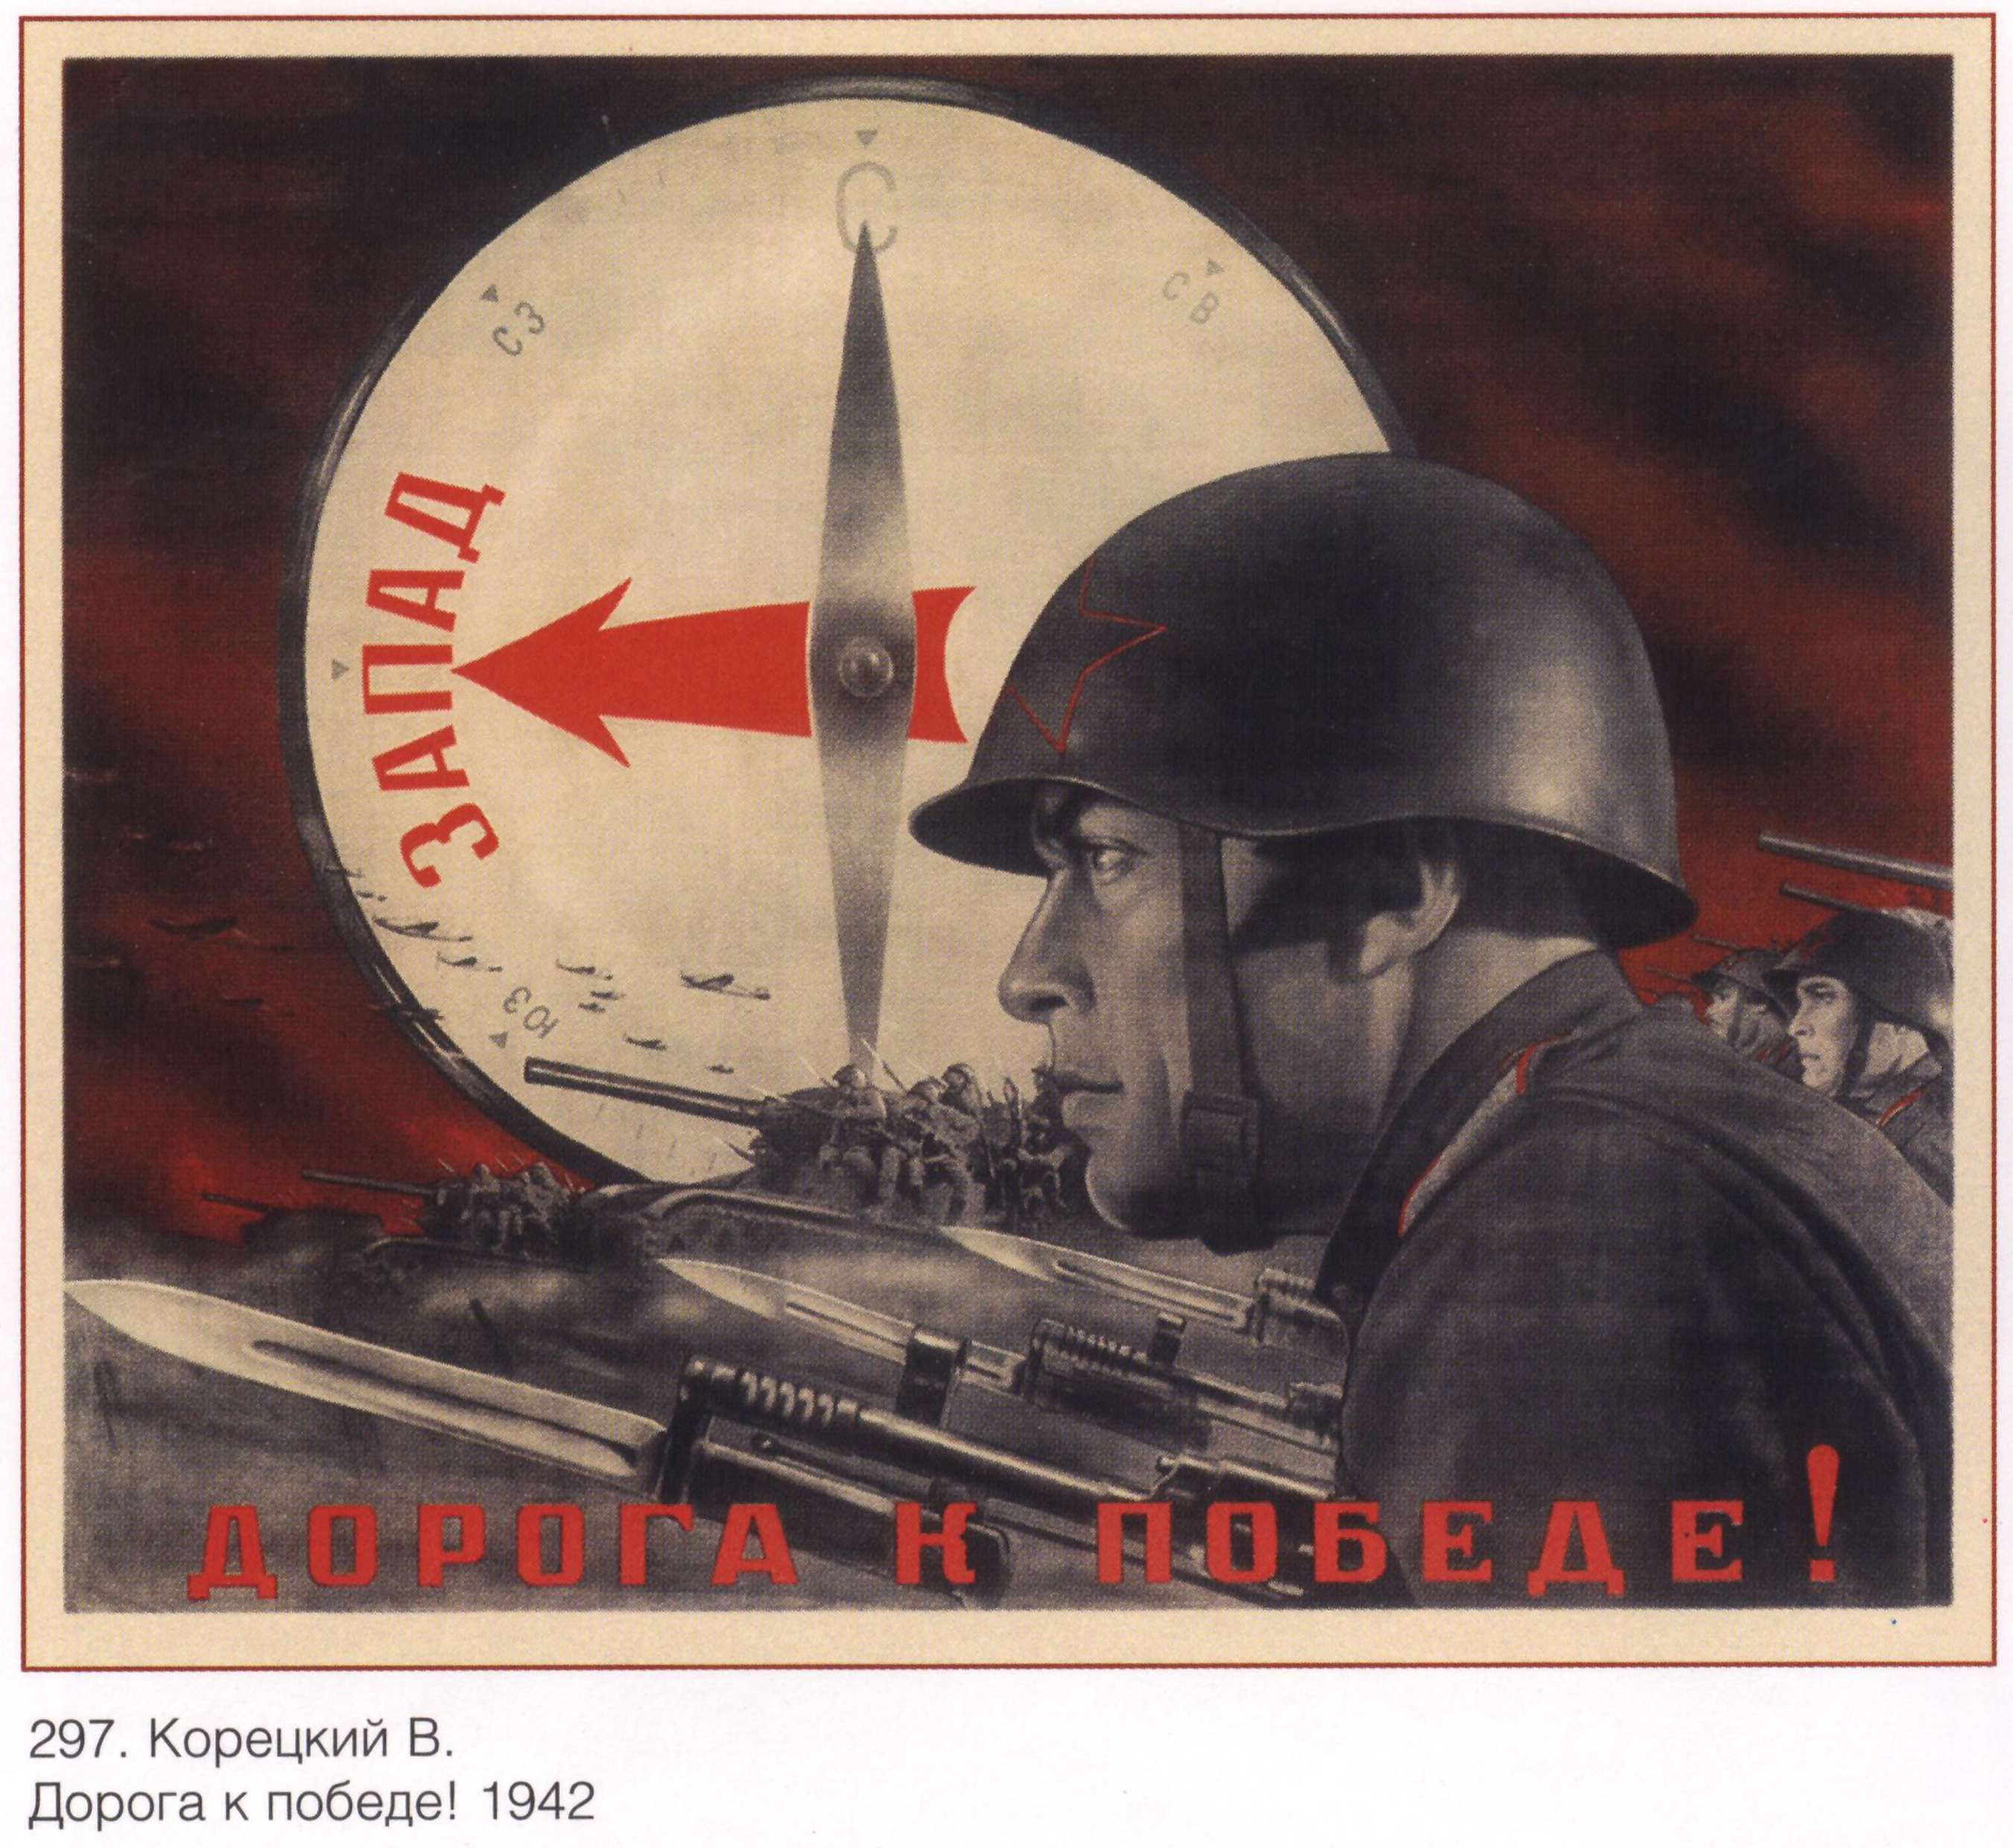 С
СЗ
СВ
ЗАПАД
ЮЗ
ДОРОГА К ПОБЕДЕ!
297. Корецкий В.
Дорога к победе! 1942